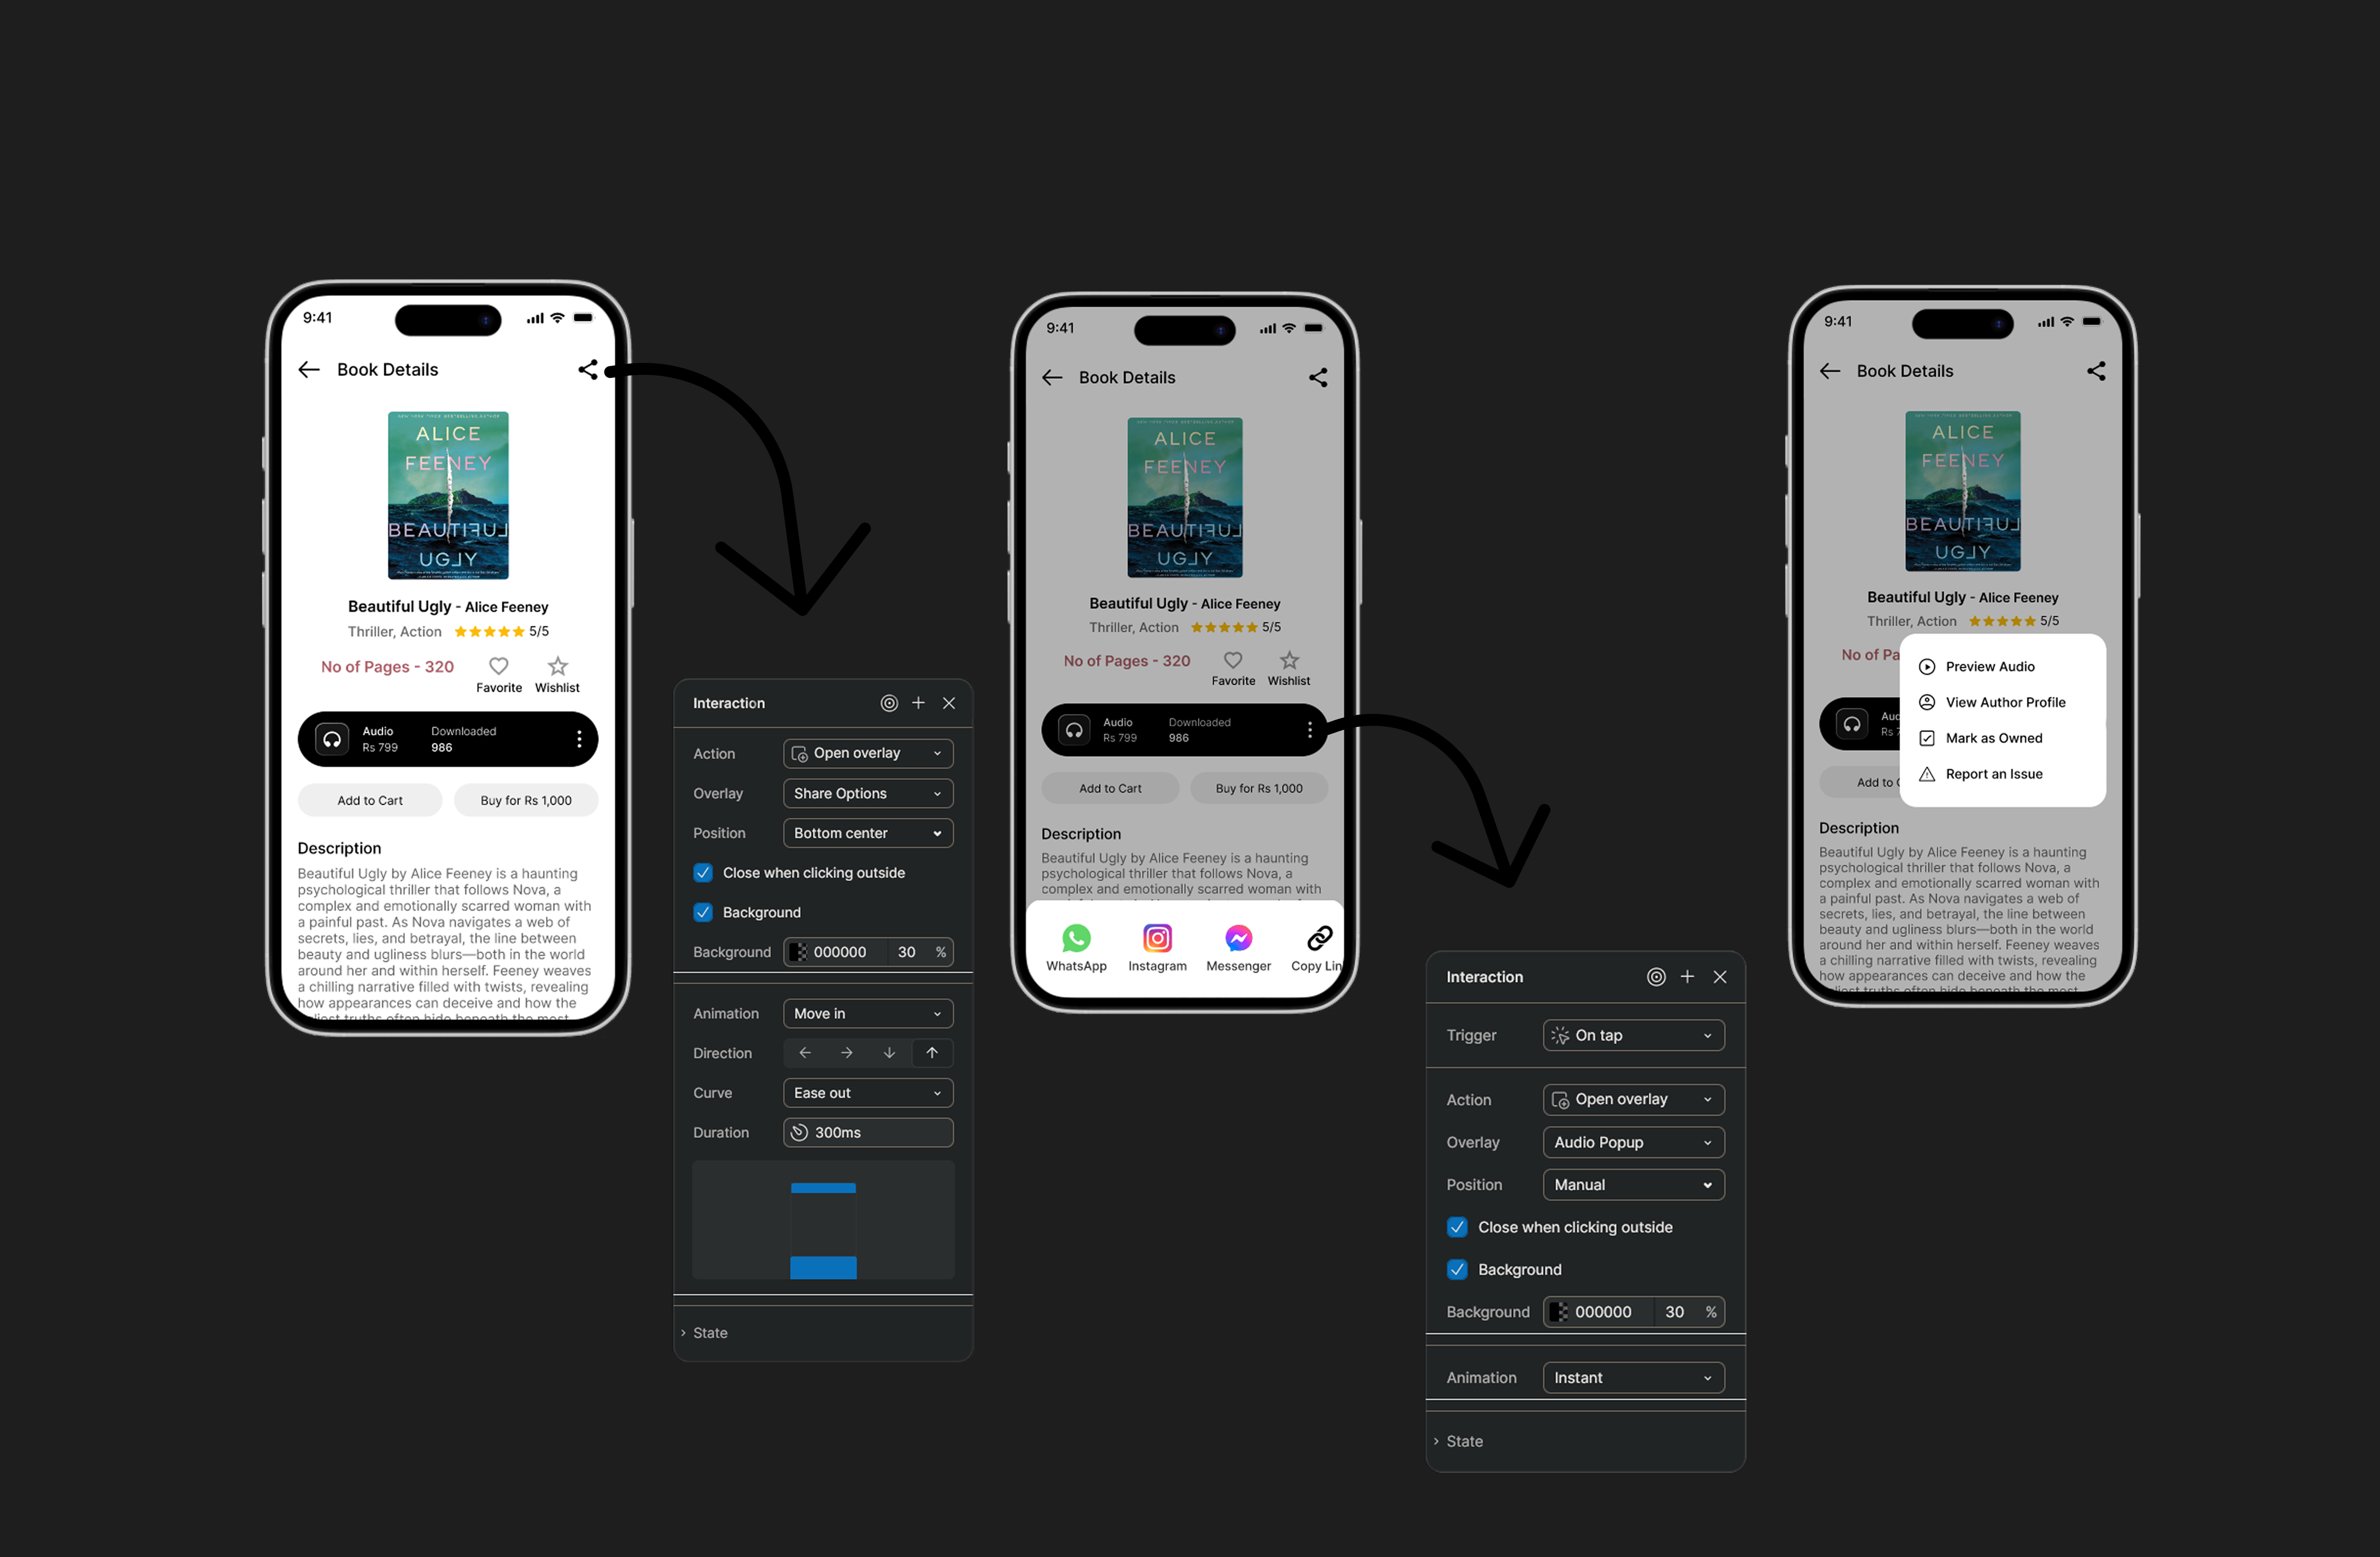 9:41
Book Details
ALICE
FEENEY
BEAUTIFUL
UGLY
Beautiful Ugly - Alice Feeney
Thriller, Action 5/5
No of Pages - 320
Favorite Wishlist
Audio Downloaded
Rs 799 986
Add to Cart Buy for Rs 1,000
Description
Beautiful Ugly by Alice Feeney is a haunting
psychological thriller that follows Nova, a
complex and emotionally scarred woman with
a painful past. As Nova navigates a web of
secrets, lies, and betrayal, the line between
beauty and ugliness blurs—both in the world
around her and within herself. Feeney weaves
a chilling narrative filled with twists, revealing
how appearances can deceive and how the
Interaction
Action Open overlay
Overlay Share Options
Position Bottom center
Close when clicking outside
Background
Background 000000 30 %
Animation Move in
Direction
Curve Ease out
Duration 300ms
State
9:41
Book Details
ALICE
FEENEY
BEAUTIFUL
UGLY
Beautiful Ugly - Alice Feeney
Thriller, Action 5/5
No of Pages - 320
Favorite Wishlist
Audio Downloaded
Rs 799 986
Add to Cart Buy for Rs 1,000
Description
Beautiful Ugly by Alice Feeney is a haunting
psychological thriller that follows Nova, a
complex and emotionally scarred woman with
WhatsApp Instagram Messenger Copy Lin
Interaction
Trigger On tap
Action Open overlay
Overlay Audio Popup
Position Manual
Close when clicking outside
Background
Background 000000 30 %
Animation Instant
State
9:41
Book Details
ALICE
FEENEY
BEAUTIFUL
UGLY
Beautiful Ugly - Alice Feeney
Thriller, Action 5/5
No of Pa
Preview Audio
View Author Profile
Mark as Owned
Report an Issue
Aud
Rs 7
Add to C
Description
Beautiful Ugly by Alice Feeney is a haunting
psychological thriller that follows Nova, a
complex and emotionally scarred woman with
a painful past. As Nova navigates a web of
secrets, lies, and betrayal, the line between
beauty and ugliness blurs—both in the world
around her and within herself. Feeney weaves
a chilling narrative filled with twists, revealing
how appearances can deceive and how the